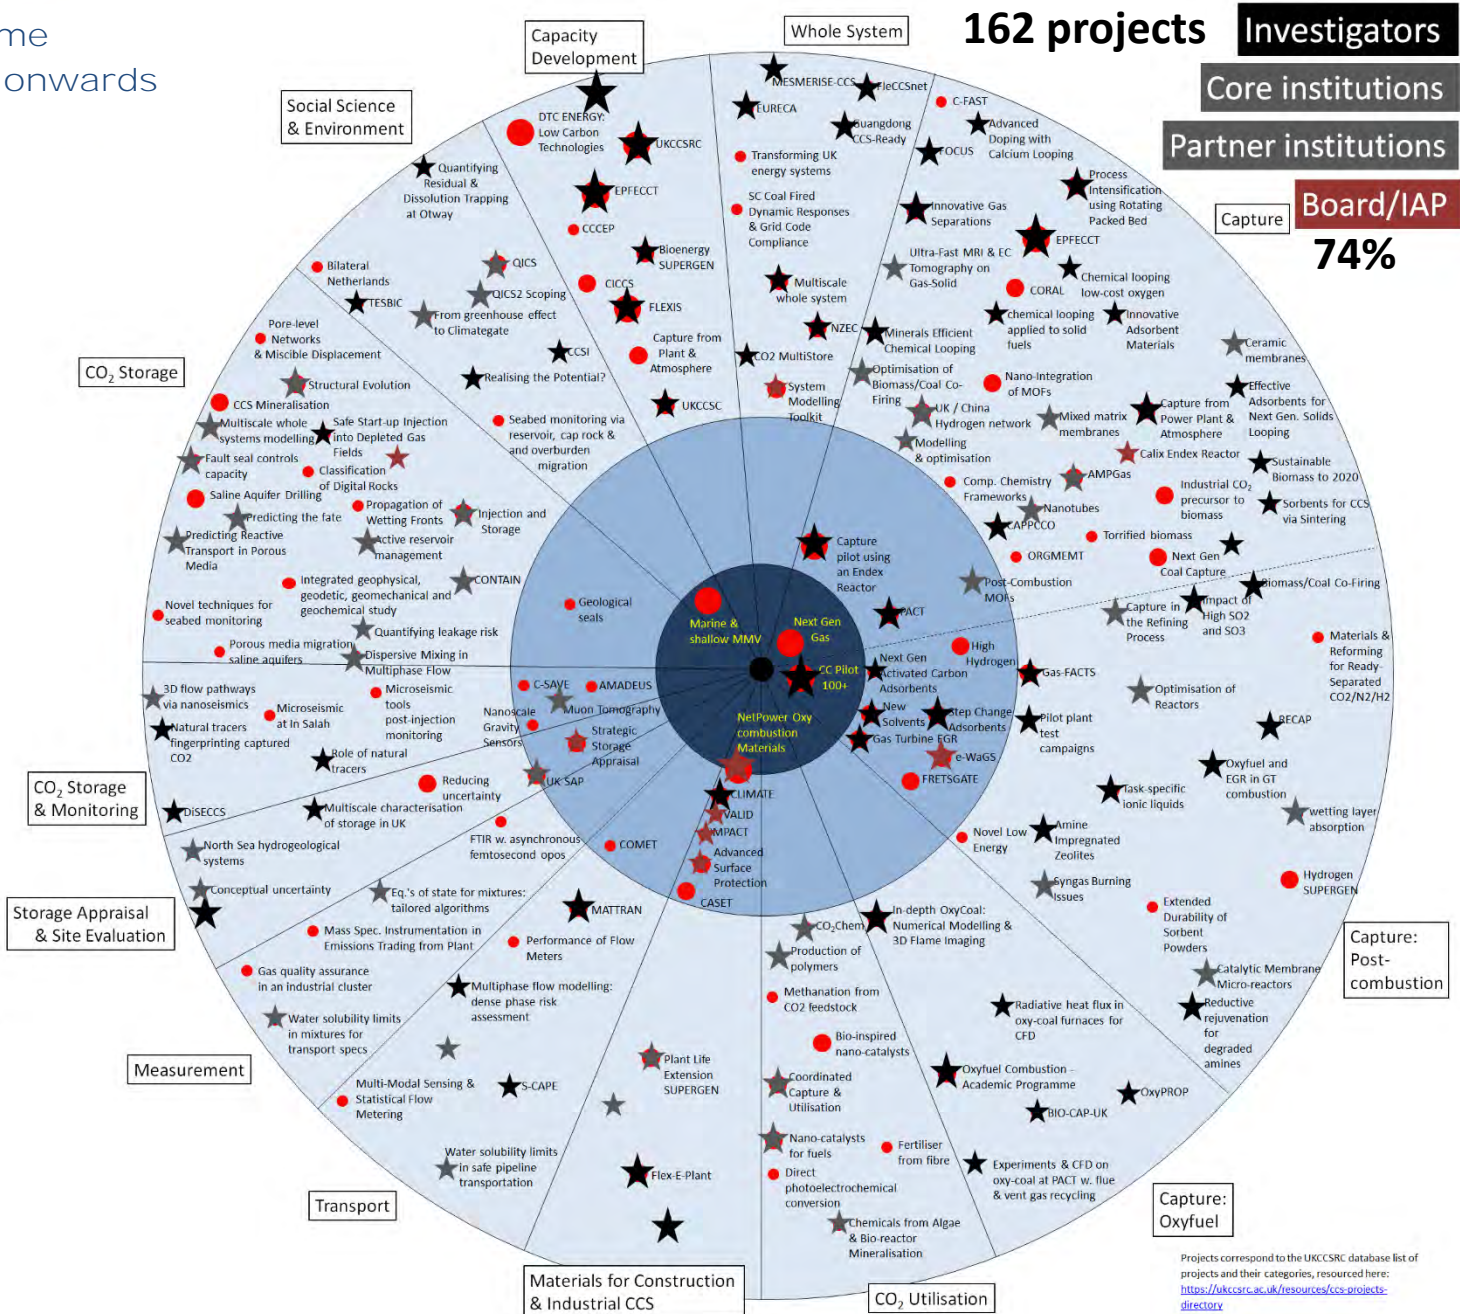 me
onwards
162 projects
Investigators
Core institutions
Partner institutions
Board/IAP
74%
Capacity
Development
Whole System
Social Science
& Environment
Capture
CO₂ Storage
CO₂ Storage
& Monitoring
Storage Appraisal
& Site Evaluation
Measurement
Transport
Materials for Construction
& Industrial CCS
CO₂ Utilisation
Capture:
Oxyfuel
Capture:
Post-
combustion
DTC ENERGY:
Low Carbon
Technologies
UKCCSRC
EPFECCT
CCCEP
Bioenergy
SUPERGEN
CICCS
FLEXIS
Capture from
Plant &
Atmosphere
UKCCSC
MESMERISE-CCS
FleCCSnet
EURECA
Guangdong
CCS-Ready
Transforming UK
energy systems
SC Coal Fired
Dynamic Responses
& Grid Code
Compliance
Multiscale
whole system
NZEC
CO2 MultiStore
System
Modelling
Toolkit
C-FAST
Advanced
Doping with
Calcium Looping
FOCUS
Process
Intensification
using Rotating
Packed Bed
Innovative Gas
Separations
EPFECCT
Ultra-Fast MRI & EC
Tomography on
Gas-Solid
Chemical looping
low-cost oxygen
CORAL
chemical looping
applied to solid
fuels
Innovative
Adsorbent
Materials
Minerals Efficient
Chemical Looping
Ceramic
membranes
Optimisation of
Biomass/Coal Co-
Firing
Nano-Integration
of MOFs
Effective
Adsorbents for
Next Gen. Solids
Looping
UK / China
Hydrogen network
Mixed matrix
membranes
Capture from
Power Plant &
Atmosphere
Modelling
& optimisation
Calix Endex Reactor
Sustainable
Biomass to 2020
Comp. Chemistry
Frameworks
AMPGas
Industrial CO₂
precursor to
biomass
Sorbents for CCS
via Sintering
Nanotubes
CAPPCCO
Torrified biomass
ORGMEMT
Next Gen
Coal Capture
Post-Combustion
MOFs
Biomass/Coal Co-Firing
Capture in
the Refining
Process
Impact of
High SO2
and SO3
Materials &
Reforming
for Ready-
Separated
CO2/N2/H2
Gas-FACTS
Optimisation of
Reactors
Pilot plant
test
campaigns
RECAP
Oxyfuel and
EGR in GT
combustion
Task-specific
ionic liquids
wetting layer
absorption
Novel Low
Energy
Amine
Impregnated
Zeolites
Syngas Burning
Issues
Hydrogen
SUPERGEN
Extended
Durability of
Sorbent
Powders
Catalytic Membrane
Micro-reactors
Reductive
rejuvenation
for
degraded
amines
In-depth OxyCoal:
Numerical Modelling &
3D Flame Imaging
Radiative heat flux in
oxy-coal furnaces for
CFD
Oxyfuel Combustion -
Academic Programme
OxyPROP
BIO-CAP-UK
Experiments & CFD on
oxy-coal at PACT w. flue
& vent gas recycling
CO₂Chem
Production of
polymers
Methanation from
CO2 feedstock
Bio-inspired
nano-catalysts
Coordinated
Capture &
Utilisation
Nano-catalysts
for fuels
Fertiliser
from fibre
Direct
photoelectrochemical
conversion
Chemicals from Algae
& Bio-reactor
Mineralisation
Plant Life
Extension
SUPERGEN
Flex-E-Plant
MATTRAN
Performance of Flow
Meters
Multiphase flow modelling:
dense phase risk
assessment
S-CAPE
Multi-Modal Sensing &
Statistical Flow
Metering
Water solubility limits
in safe pipeline
transportation
FTIR w. asynchronous
femtosecond opos
Eq.'s of state for mixtures:
tailored algorithms
Mass Spec. Instrumentation in
Emissions Trading from Plant
Gas quality assurance
in an industrial cluster
Water solubility limits
in mixtures for
transport specs
Reducing
uncertainty
Multiscale characterisation
of storage in UK
North Sea hydrogeological
systems
Conceptual uncertainty
3D flow pathways
via nanoseismics
Microseismic
tools
post-injection
monitoring
Microseismic
at In Salah
Natural tracers
fingerprinting captured
CO2
Role of natural
tracers
DiSECCS
Quantifying
Residual &
Dissolution Trapping
at Otway
Bilateral
Netherlands
QICS
TESBIC
QICS2 Scoping
From greenhouse effect
to Climategate
CCSI
Realising the Potential?
Seabed monitoring via
reservoir, cap rock &
and overburden
migration
Pore-level
Networks
& Miscible Displacement
Structural Evolution
CCS Mineralisation
Multiscale whole
systems modelling
Safe Start-up Injection
into Depleted Gas
Fields
Fault seal controls
capacity
Classification
of Digital Rocks
Saline Aquifer Drilling
Propagation of
Wetting Fronts
Injection and
Storage
Predicting the fate
Predicting Reactive
Transport in Porous
Media
Active reservoir
management
Integrated geophysical,
geodetic, geomechanical and
geochemical study
CONTAIN
Novel techniques for
seabed monitoring
Quantifying leakage risk
Porous media migration
saline aquifers
Dispersive Mixing in
Multiphase Flow
Geological
seals
Capture
pilot using
an Endex
Reactor
PACT
High
Hydrogen
Next Gen
Activated Carbon
Adsorbents
New
Solvents
Step Change
Adsorbents
Gas Turbine EGR
e-WaGS
FRETSGATE
C-SAVE
AMADEUS
Muon Tomography
Nanoscale
Gravity
Sensors
Strategic
Storage
Appraisal
UK SAP
COMET
CLIMATE
VALID
IMPACT
Advanced
Surface
Protection
CASET
Marine &
shallow MMV
Next Gen
Gas
CC Pilot
100+
NetPower Oxy
combustion
Materials
Projects correspond to the UKCCSRC database list of
projects and their categories, resourced here:
https://ukccsrc.ac.uk/resources/ccs-projects-
directory